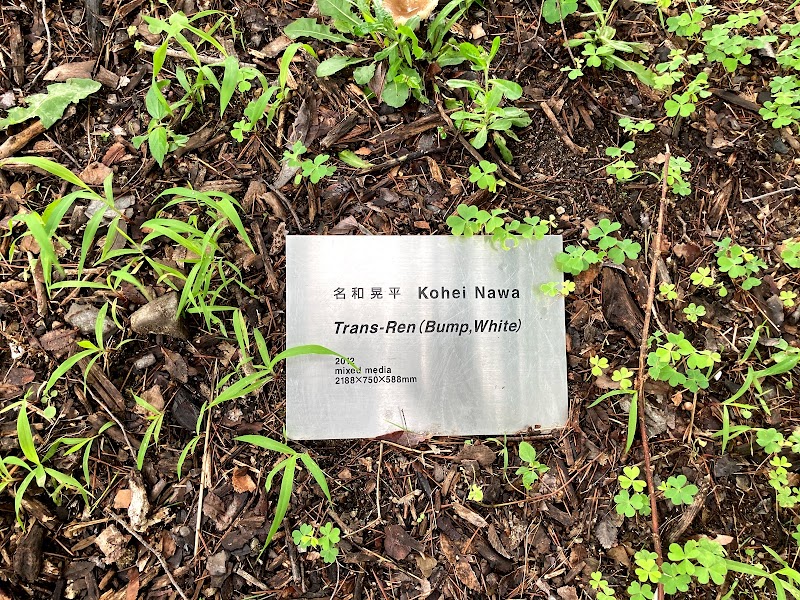 名和晃平 Kohei Nawa
Trans-Ren(Bump,White)
2012
mixed media
2188×750×588mm